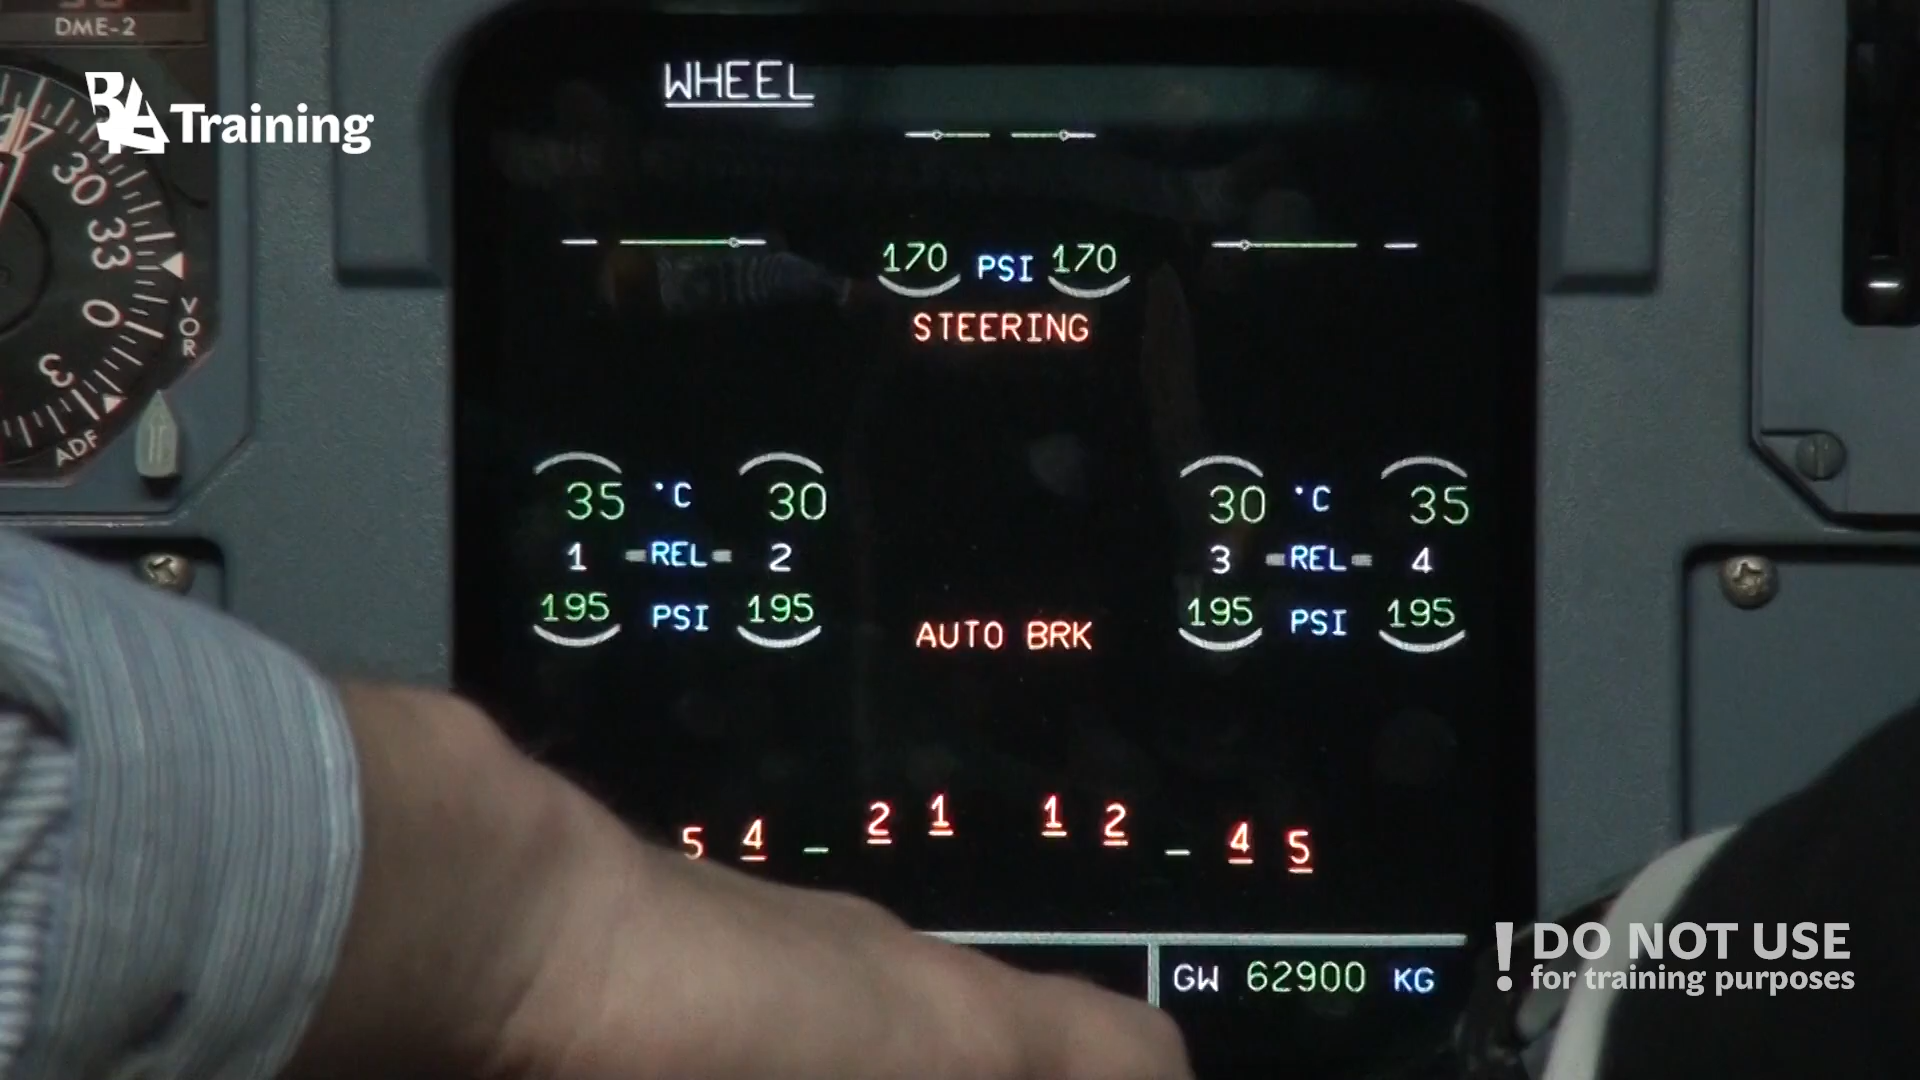 DME-2
BA Training
WHEEL
30
33
0
3
VOR
ADF
170 PSI 170
STEERING
35 °C 30
30 °C 35
1 REL 2
3 REL 4
195 PSI 195
195 PSI 195
AUTO BRK
5 4 2 1 1 2 4 5
GW 62900 KG
! DO NOT USE
for training purposes